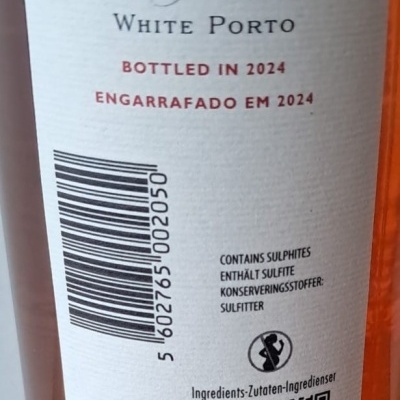 WHITE PORTO
BOTTLED IN 2024
ENGARRAFADO EM 2024
5 602765 002050
CONTAINS SULPHITES
ENTHÄLT SULFITE
KONSERVERINGSSTOFFER:
SULFITTER
Ingredients-Zutaten-Ingredienser